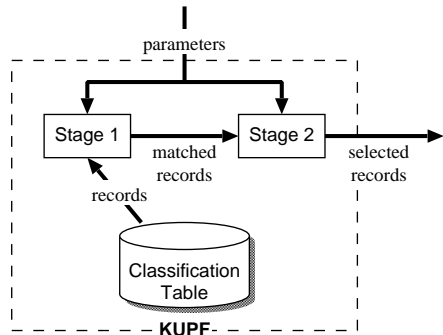 parameters
Stage 1
Stage 2
matched
records
selected
records
records
Classification
Table
KUPF